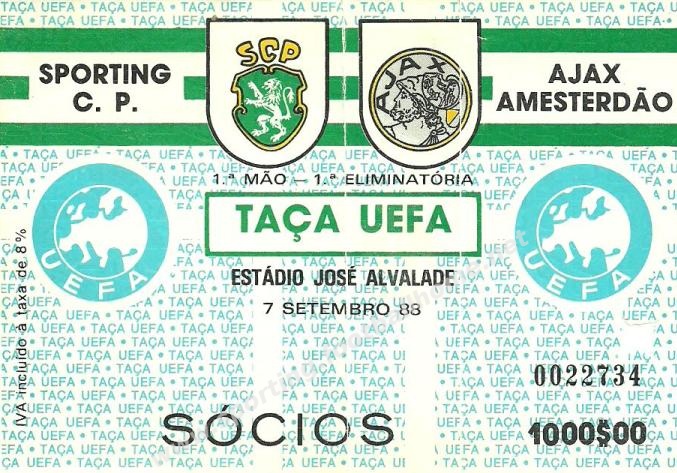 SPORTING
C. P.
SCP
AJAX
AJAX
AMESTERDÃO
1.ª MÃO — 1.ª ELIMINATÓRIA
TAÇA UEFA
ESTÁDIO JOSÉ ALVALADE
7 SETEMBRO 88
UEFA
UEFA
IVA incluído à taxa de 8%
0022734
SÓCIOS
1000$00